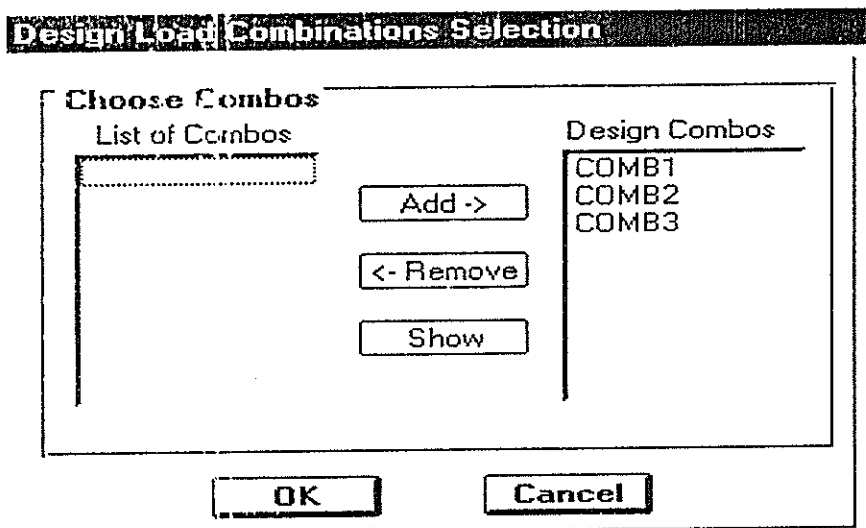 Design Load Combinations Selection
Choose Combos
List of Combos
Design Combos
COMB1
COMB2
COMB3
Add ->
<- Remove
Show
OK
Cancel